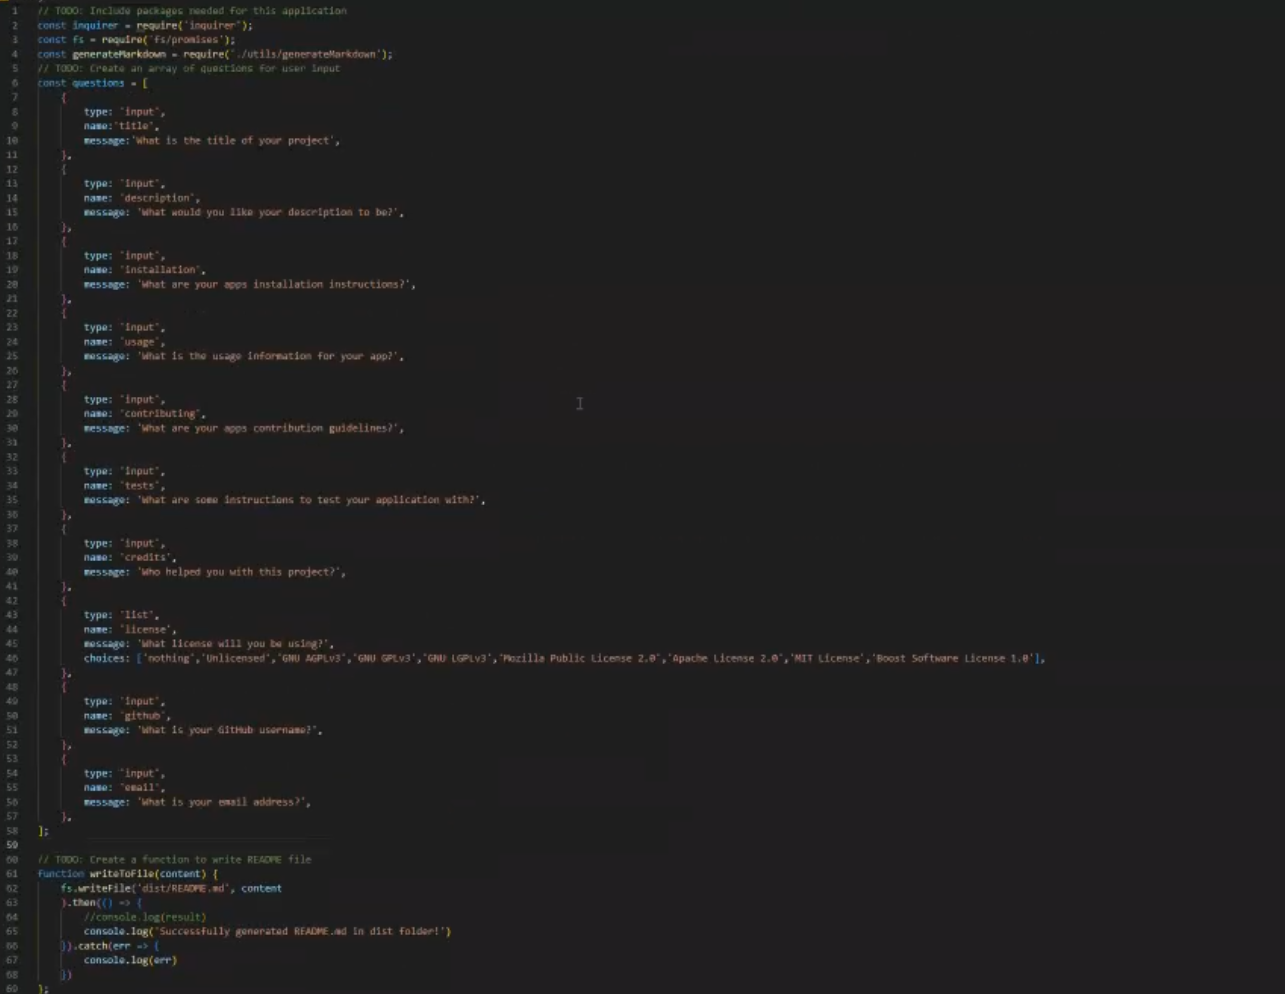 1 // TODO: Include packages needed for this application
2 const inquirer = require('inquirer');
3 const fs = require('fs/promises');
4 const generateMarkdown = require('./utils/generateMarkdown');
5 // TODO: Create an array of questions for user input
6 const questions = [
7 {
8 type: 'input',
9 name:'title',
10 message:'What is the title of your project',
11 },
12 {
13 type: 'input',
14 name: 'description',
15 message: 'What would you like your description to be?',
16 },
17 {
18 type: 'input',
19 name: 'installation',
20 message: 'What are your apps installation instructions?',
21 },
22 {
23 type: 'input',
24 name: 'usage',
25 message: 'What is the usage information for your app?',
26 },
27 {
28 type: 'input',
29 name: 'contributing',
30 message: 'What are your apps contribution guidelines?',
31 },
32 {
33 type: 'input',
34 name: 'tests',
35 message: 'What are some instructions to test your application with?',
36 },
37 {
38 type: 'input',
39 name: 'credits',
40 message: 'Who helped you with this project?',
41 },
42 {
43 type: 'list',
44 name: 'license',
45 message: 'What license will you be using?',
46 choices: ['nothing','Unlicensed','GNU AGPLv3','GNU GPLv3','GNU LGPLv3','Mozilla Public License 2.0','Apache License 2.0','MIT License','Boost Software License 1.0'],
47 },
48 {
49 type: 'input',
50 name: 'github',
51 message: 'What is your GitHub username?',
52 },
53 {
54 type: 'input',
55 name: 'email',
56 message: 'What is your email address?',
57 },
58 ];
59
60 // TODO: Create a function to write README file
61 function writeToFile(content) {
62 fs.writeFile('dist/README.md', content
63 ).then(() => {
64 //console.log(result)
65 console.log('Successfully generated README.md in dist folder!')
66 }).catch(err => {
67 console.log(err)
68 })
69 };